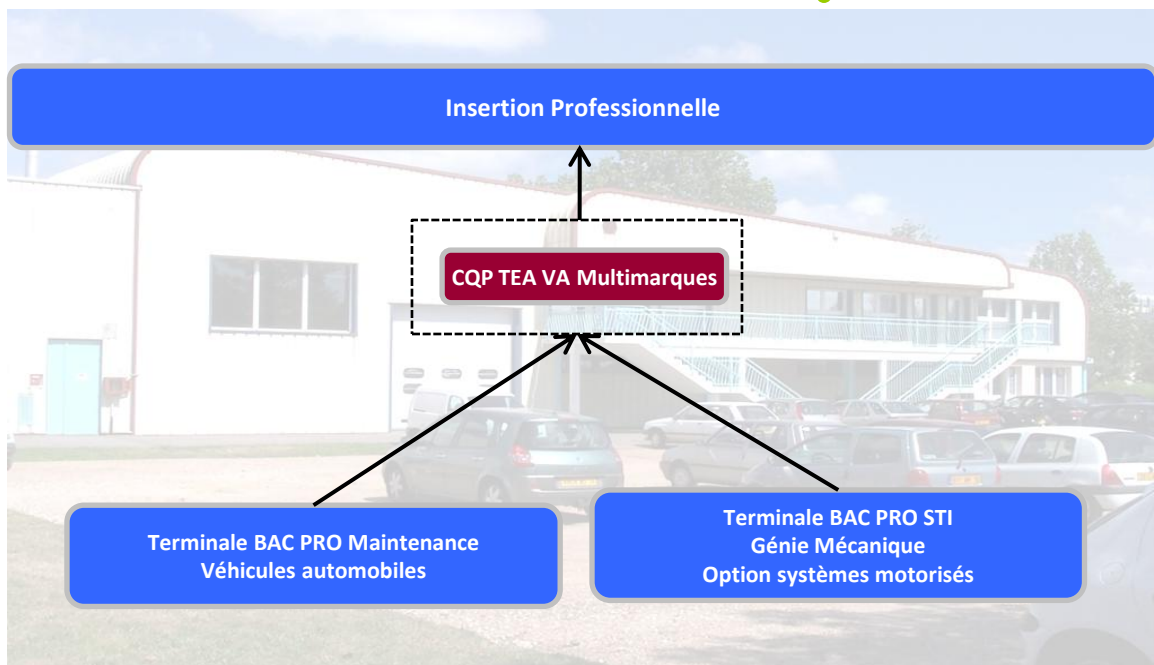 Insertion Professionnelle
CQP TEA VA Multimarques
Terminale BAC PRO Maintenance
Véhicules automobiles
Terminale BAC PRO STI
Génie Mécanique
Option systèmes motorisés